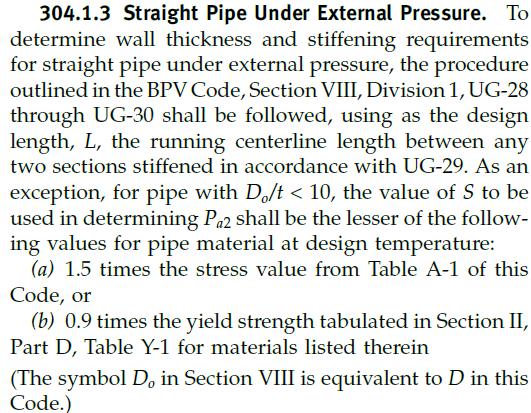 304.1.3 Straight Pipe Under External Pressure. To
determine wall thickness and stiffening requirements
for straight pipe under external pressure, the procedure
outlined in the BPV Code, Section VIII, Division 1, UG-28
through UG-30 shall be followed, using as the design
length, L, the running centerline length between any
two sections stiffened in accordance with UG-29. As an
exception, for pipe with Do/t < 10, the value of S to be
used in determining Pa2 shall be the lesser of the follow-
ing values for pipe material at design temperature:
(a) 1.5 times the stress value from Table A-1 of this
Code, or
(b) 0.9 times the yield strength tabulated in Section II,
Part D, Table Y-1 for materials listed therein
(The symbol Do in Section VIII is equivalent to D in this
Code.)